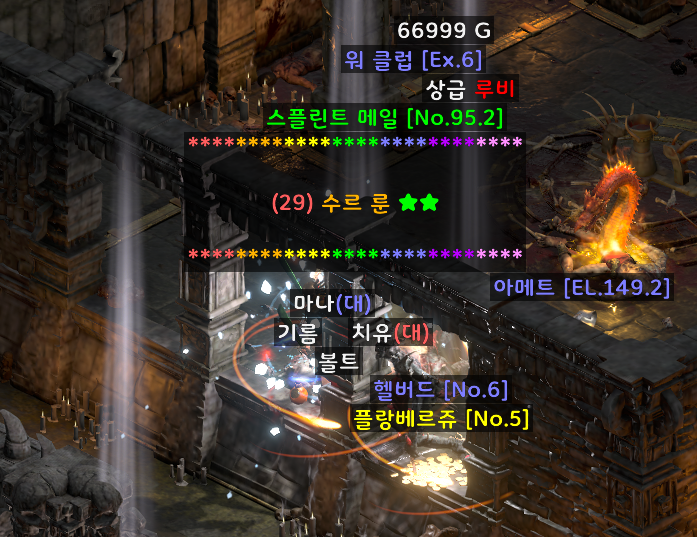 66999 G
워 클럽 [Ex.6]
상급 루비
스플린트 메일 [No.95.2]
****************************
(29) 수르 룬 ★★
****************************
아메트 [EL.149.2]
마나(대)
기름 치유(대)
볼트
헬버드 [No.6]
플랑베르쥬 [No.5]